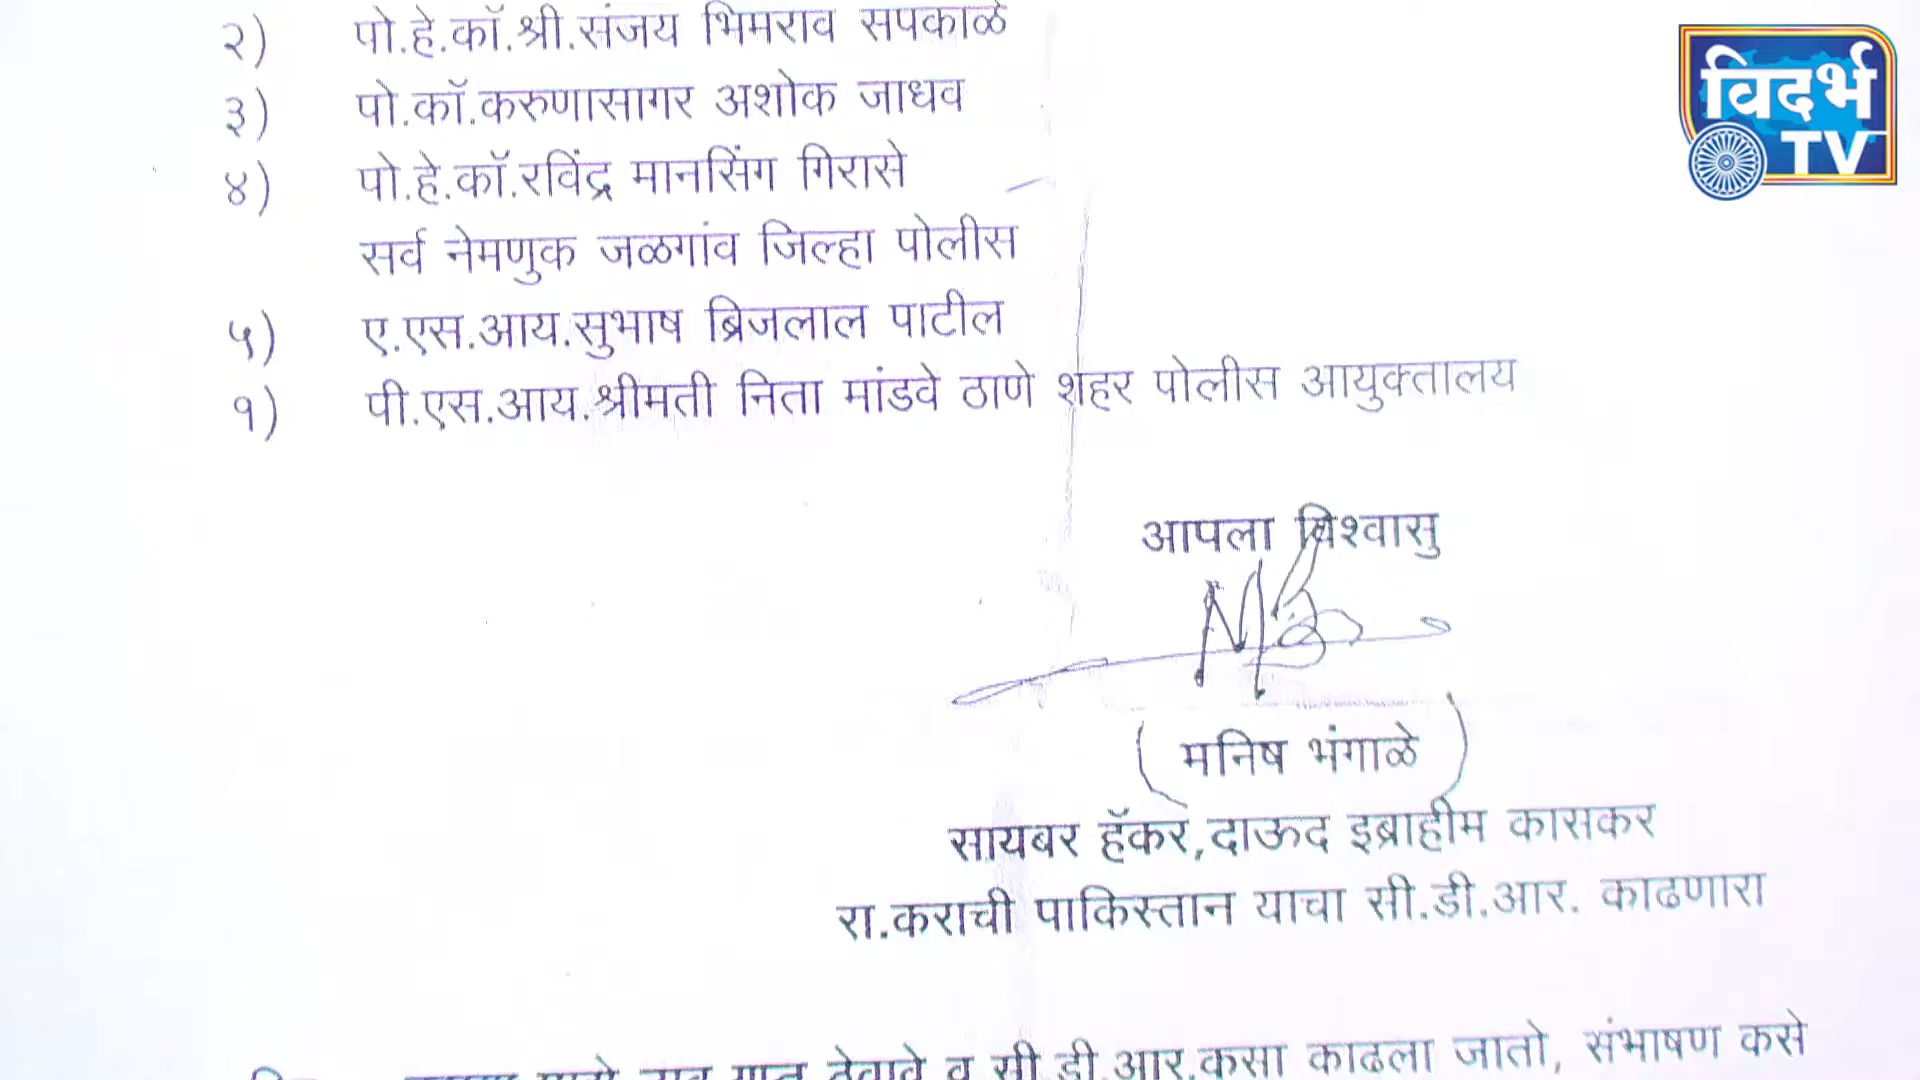 २) पो.हे.कॉ.श्री.संजय भिमराव सपकाळे
३) पो.कॉ.करुणासागर अशोक जाधव
४) पो.हे.कॉ.रविंद्र मानसिंग गिरासे
सर्व नेमणुक जळगांव जिल्हा पोलीस
५) ए.एस.आय.सुभाष ब्रिजलाल पाटील
१) पी.एस.आय.श्रीमती निता मांडवे ठाणे शहर पोलीस आयुक्तालय
आपला विश्वासु
(मनिष भंगाळे)
सायबर हॅकर,दाऊद इब्राहीम कासकर
रा.कराची पाकिस्तान याचा सी.डी.आर. काढणारा
व सी.डी.आर.कसा काढला जातो, संभाषण कसे
विदर्भ
TV